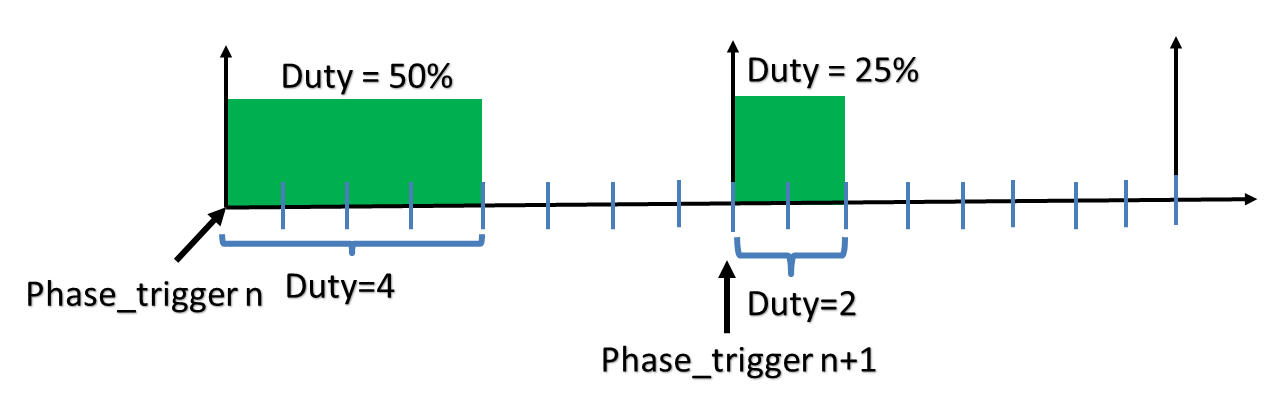 Duty = 50%
Duty = 25%
Phase_trigger n
Duty=4
Duty=2
Phase_trigger n+1